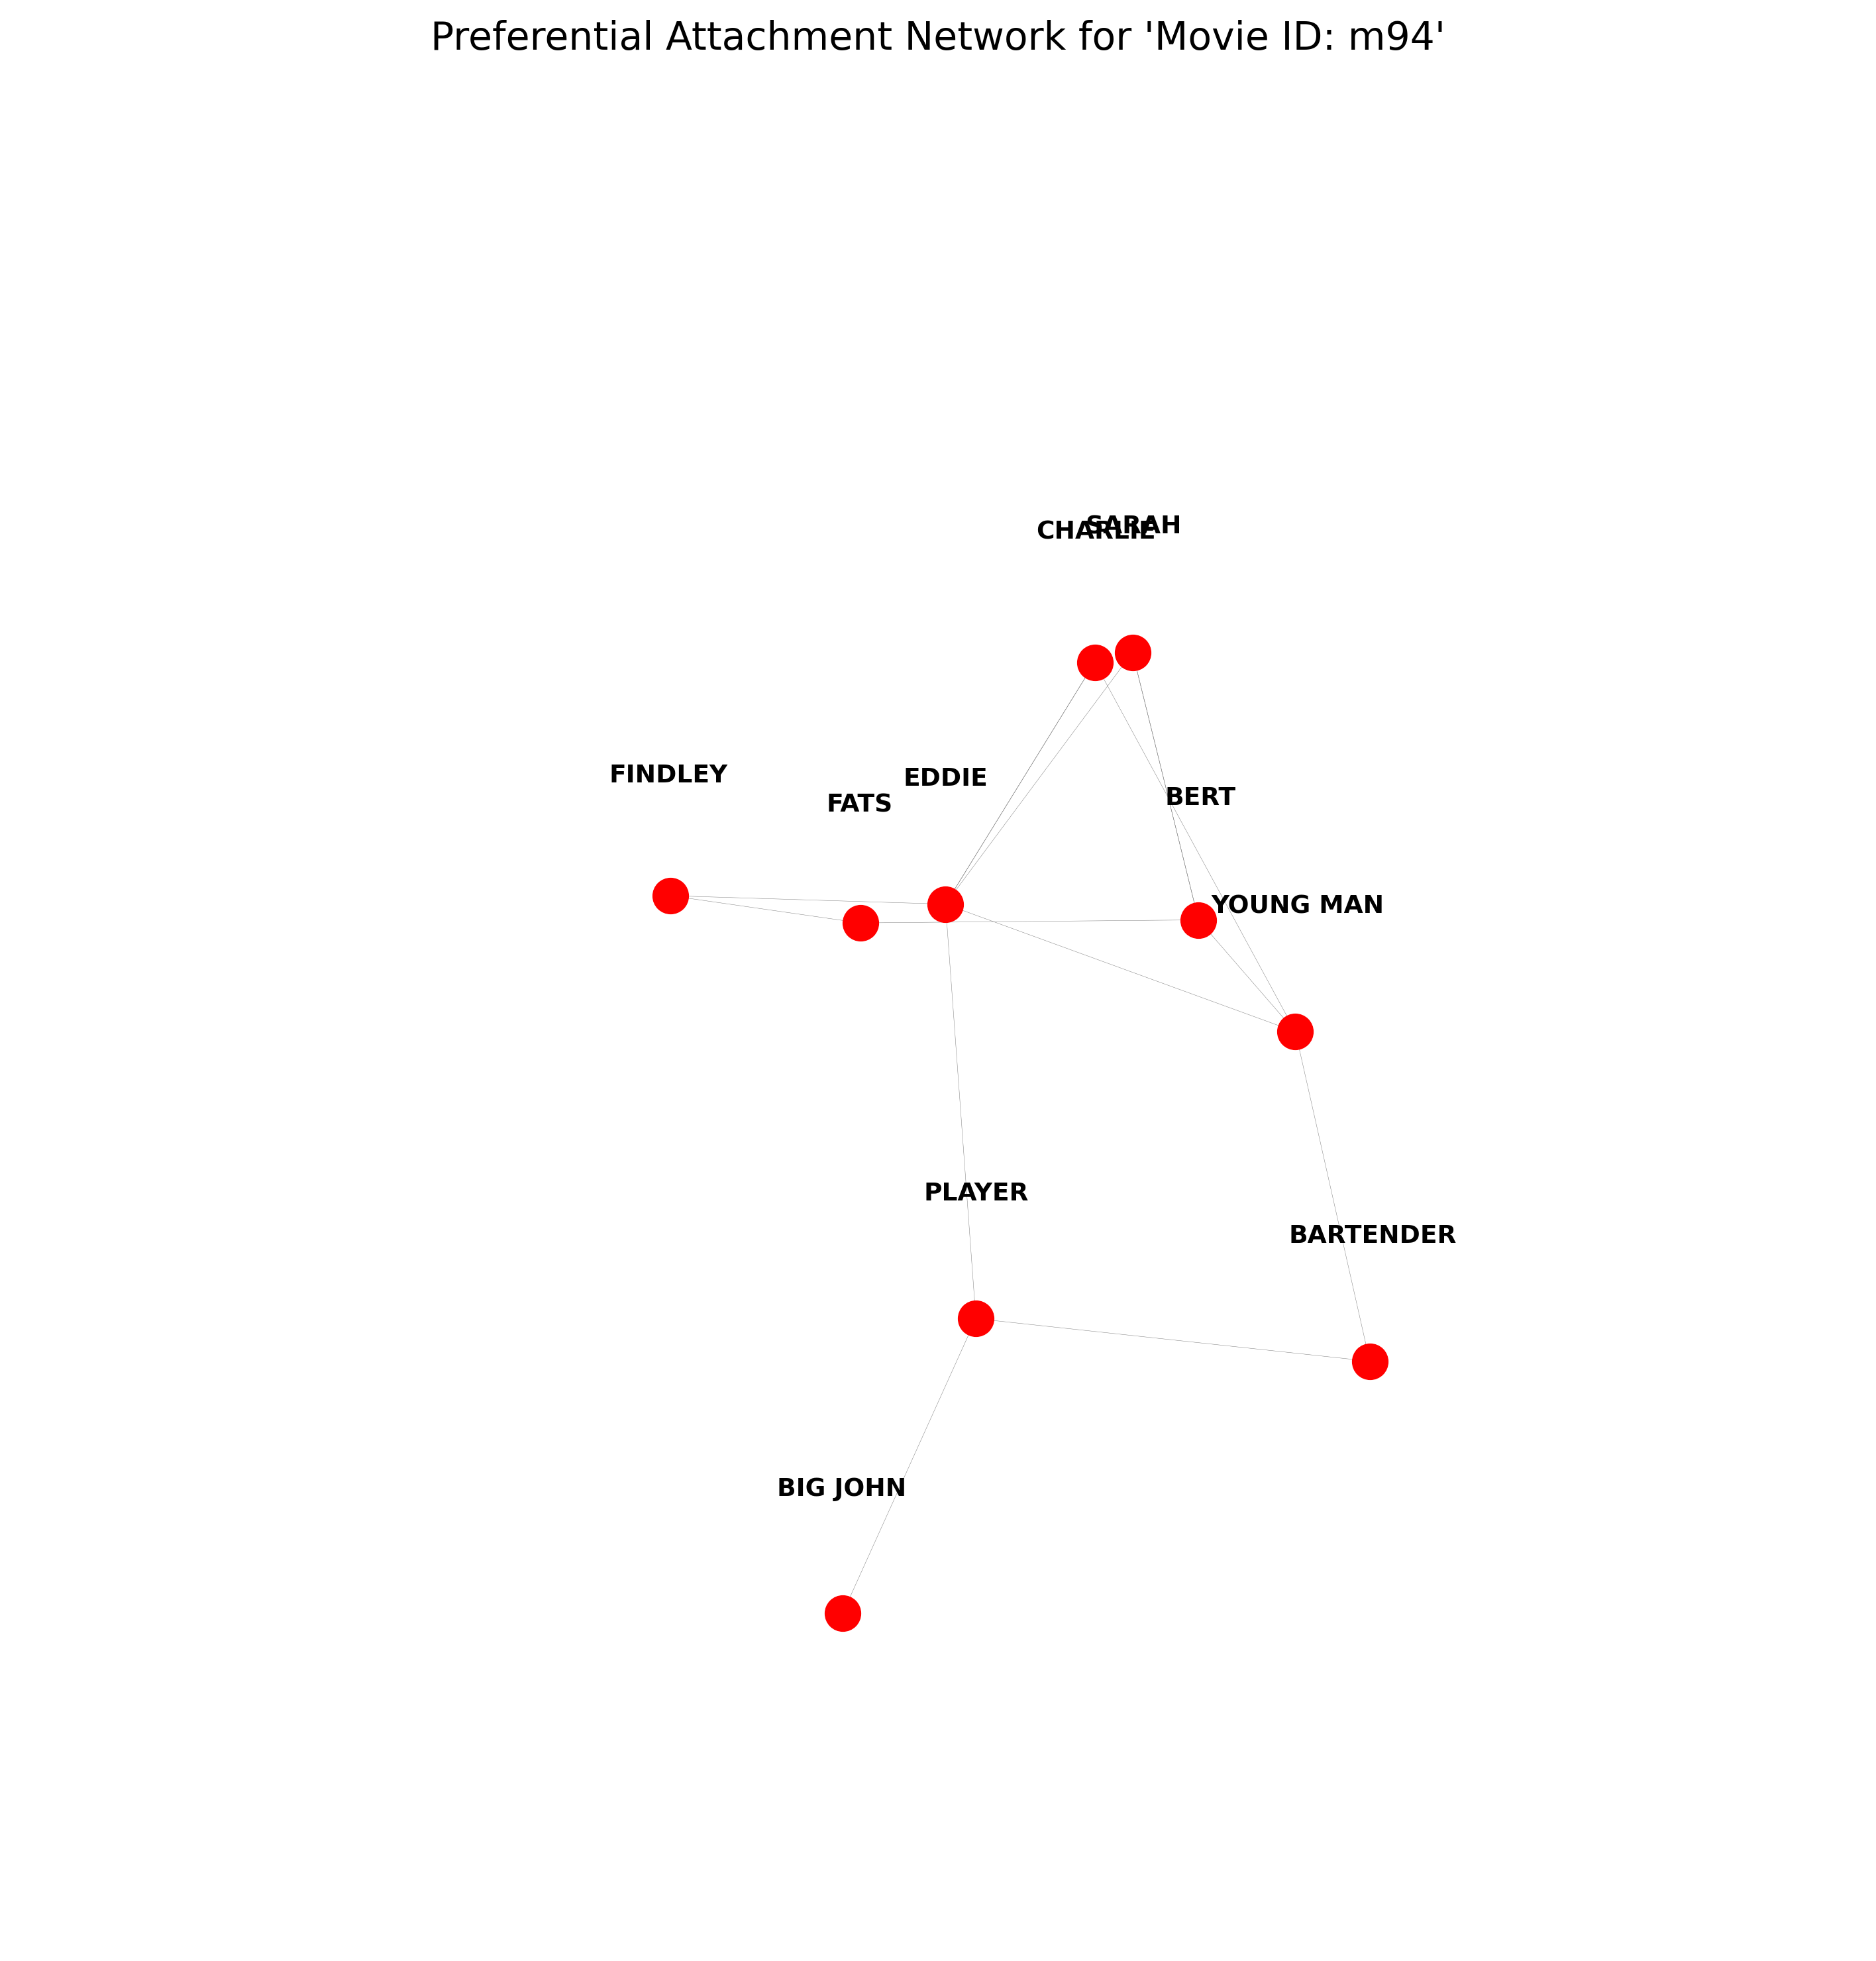 Preferential Attachment Network for 'Movie ID: m94'
SARAH
CHARLIE
FINDLEY
EDDIE
BERT
FATS
YOUNG MAN
PLAYER
BARTENDER
BIG JOHN